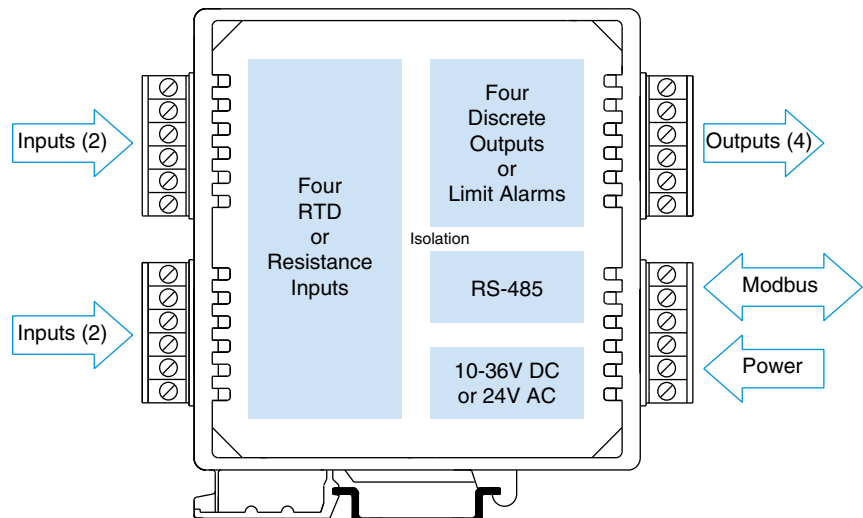 Inputs (2)
Inputs (2)
Four
RTD
or
Resistance
Inputs
Four
Discrete
Outputs
or
Limit Alarms
Isolation
RS-485
10-36V DC
or 24V AC
Outputs (4)
Modbus
Power